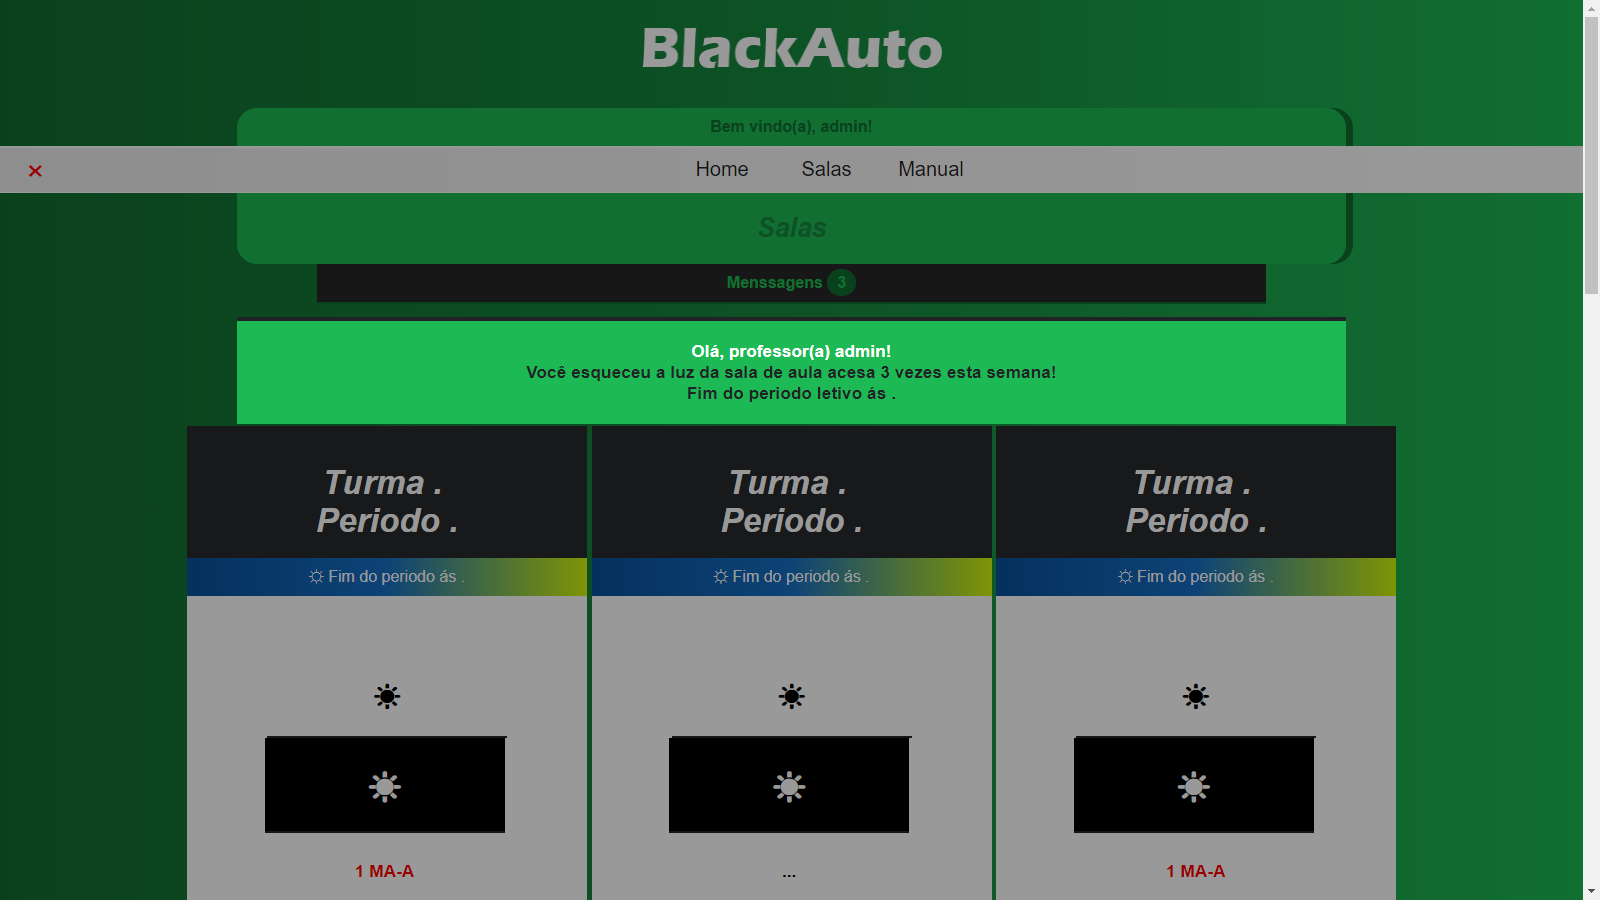 BlackAuto
Bem vindo(a), admin!
× Home Salas Manual
Salas
Menssagens 3
Olá, professor(a) admin!
Você esqueceu a luz da sala de aula acesa 3 vezes esta semana!
Fim do periodo letivo ás .
Turma .
Periodo .
Fim do periodo ás .
1 MA-A
Turma .
Periodo .
Fim do periodo ás .
...
Turma .
Periodo .
Fim do periodo ás .
1 MA-A